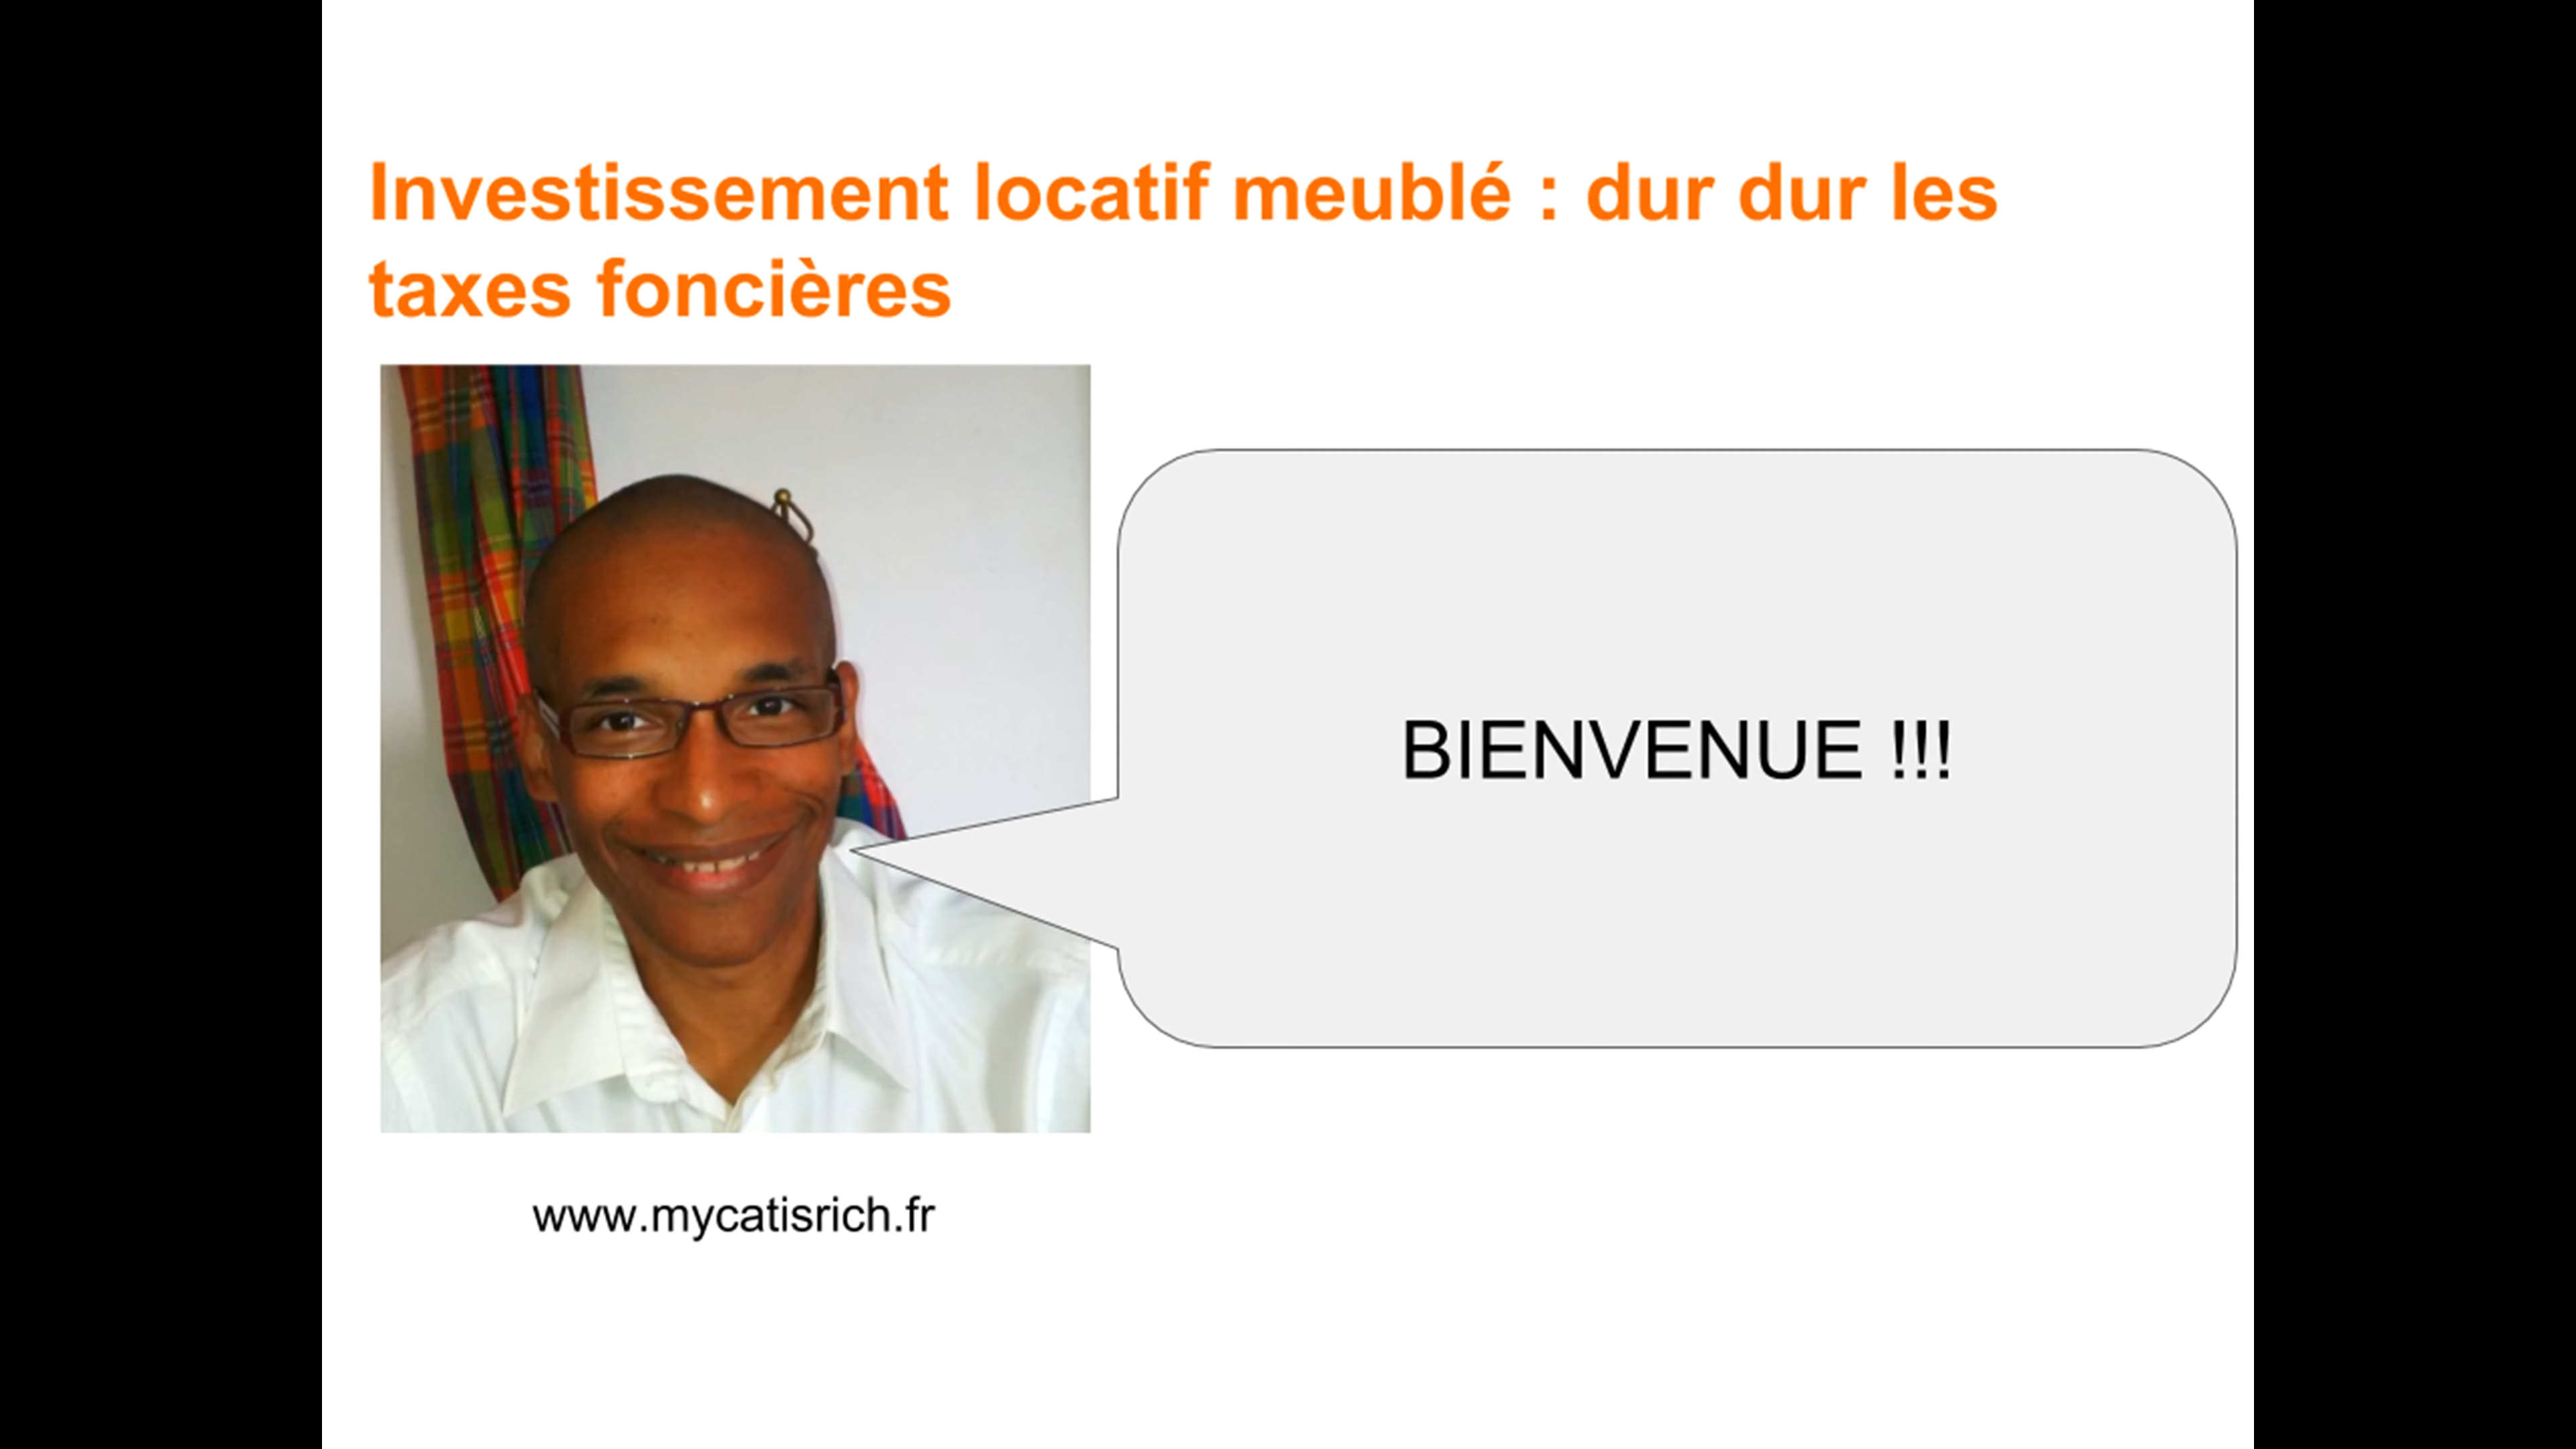 Investissement locatif meublé : dur dur les
taxes foncières
BIENVENUE !!!
www.mycatisrich.fr